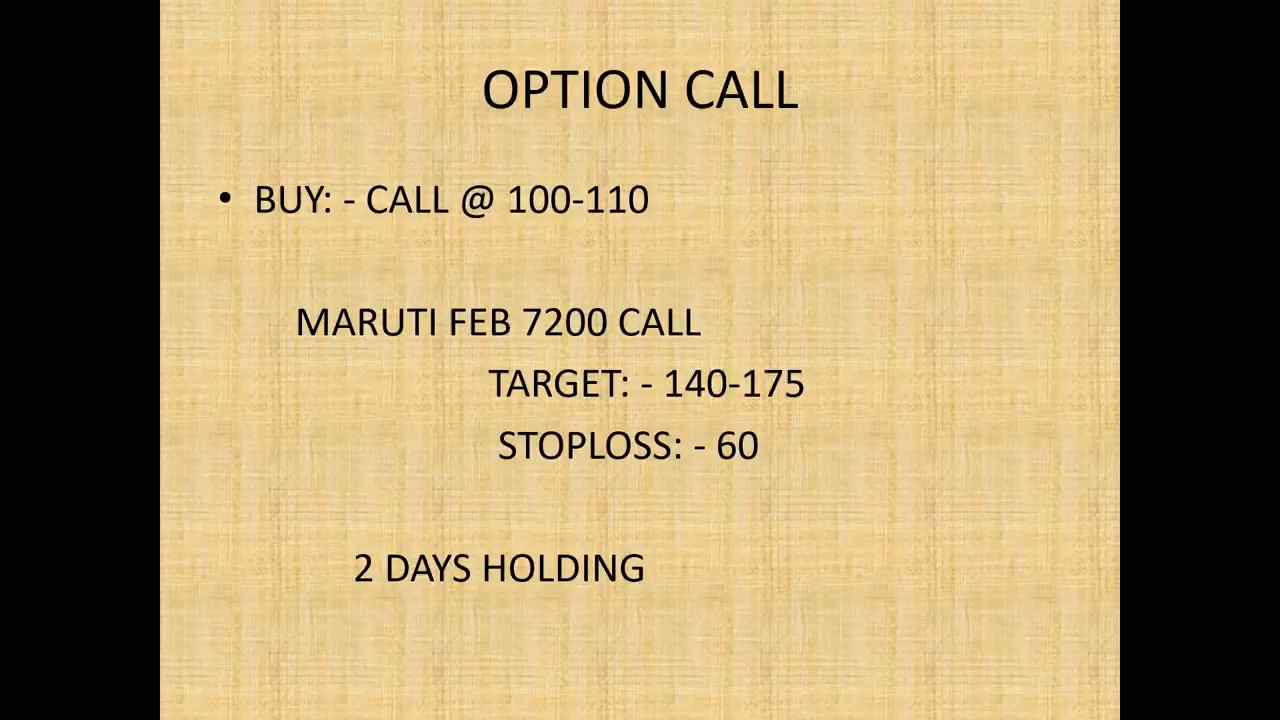 OPTION CALL
• BUY: - CALL @ 100-110
MARUTI FEB 7200 CALL
TARGET: - 140-175
STOPLOSS: - 60
2 DAYS HOLDING